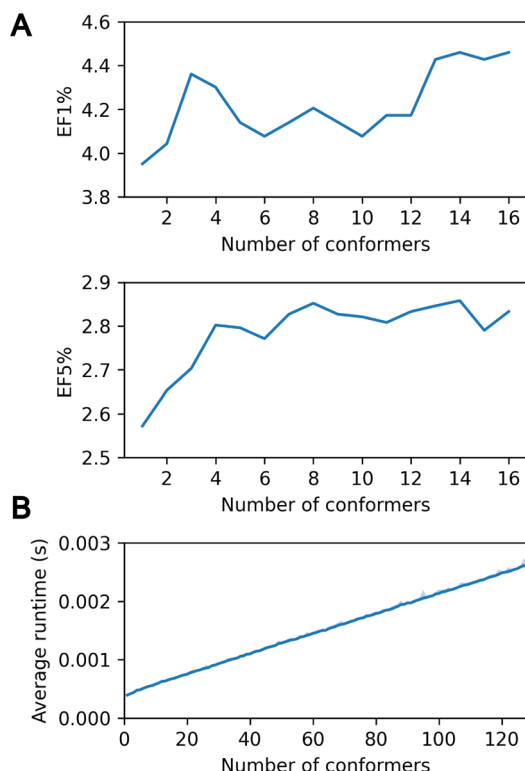 A
4.6
4.4
4.2
4.0
3.8
EF1%
2 4 6 8 10 12 14 16
Number of conformers
2.9
2.8
2.7
2.6
2.5
EF5%
2 4 6 8 10 12 14 16
Number of conformers
B
0.003
0.002
0.001
0.000
Average runtime (s)
0 20 40 60 80 100 120
Number of conformers